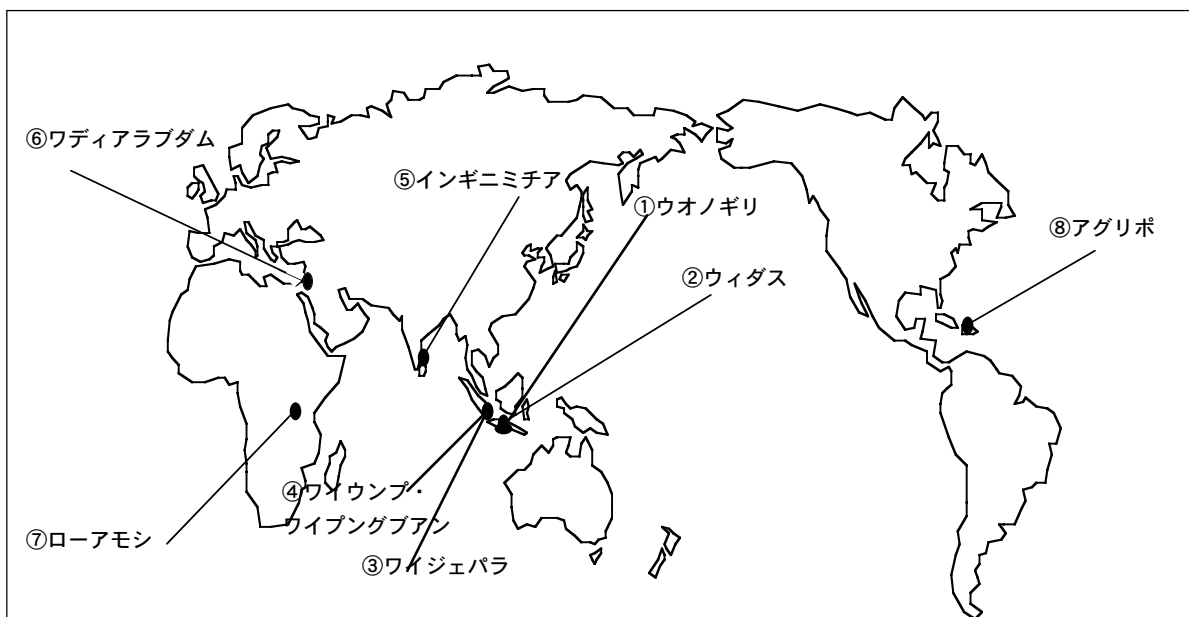 ⑥ワディアラブダム
⑤インギニミチア
①ウオノギリ
⑧アグリポ
②ウィダス
④ワイウンプ・
ワイプングブアン
⑦ローアモシ
③ワイジェパラ